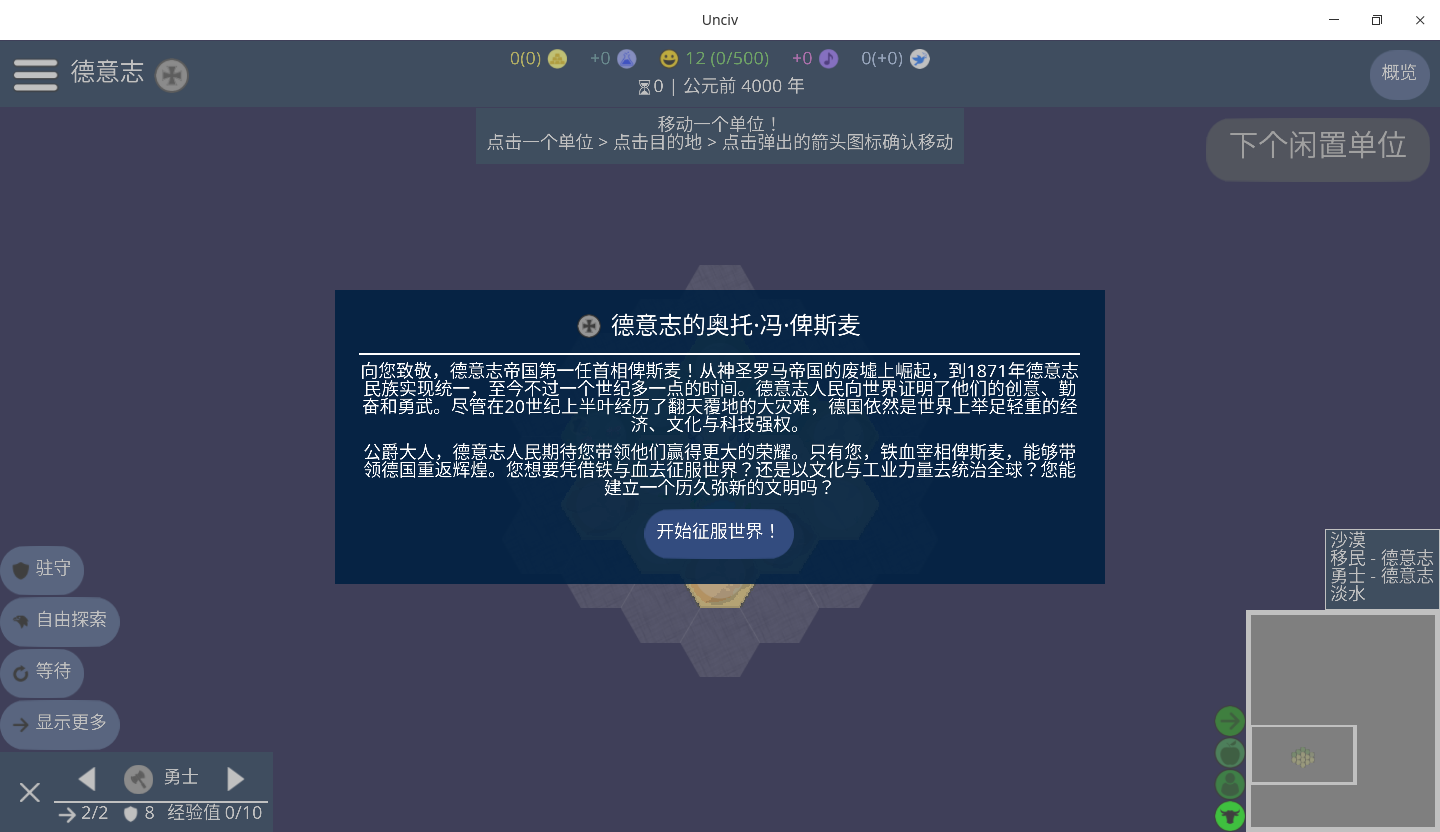 Unciv
德意志
0(0) +0 12 (0/500) +0 0(+0)
0 | 公元前 4000 年
概览
移动一个单位！
点击一个单位 > 点击目的地 > 点击弹出的箭头图标确认移动
下个闲置单位
德意志的奥托·冯·俾斯麦
向您致敬，德意志帝国第一任首相俾斯麦！从神圣罗马帝国的废墟上崛起，到1871年德意志
民族实现统一，至今不过一个世纪多一点的时间。德意志人民向世界证明了他们的创意、勤
奋和勇武。尽管在20世纪上半叶经历了翻天覆地的大灾难，德国依然是世界上举足轻重的经
济、文化与科技强权。
公爵大人，德意志人民期待您带领他们赢得更大的荣耀。只有您，铁血宰相俾斯麦，能够带
领德国重返辉煌。您想要凭借铁与血去征服世界？还是以文化与工业力量去统治全球？您能
建立一个历久弥新的文明吗？
开始征服世界！
驻守
自由探索
等待
显示更多
勇士
2/2 8 经验值 0/10
沙漠
移民 - 德意志
勇士 - 德意志
淡水